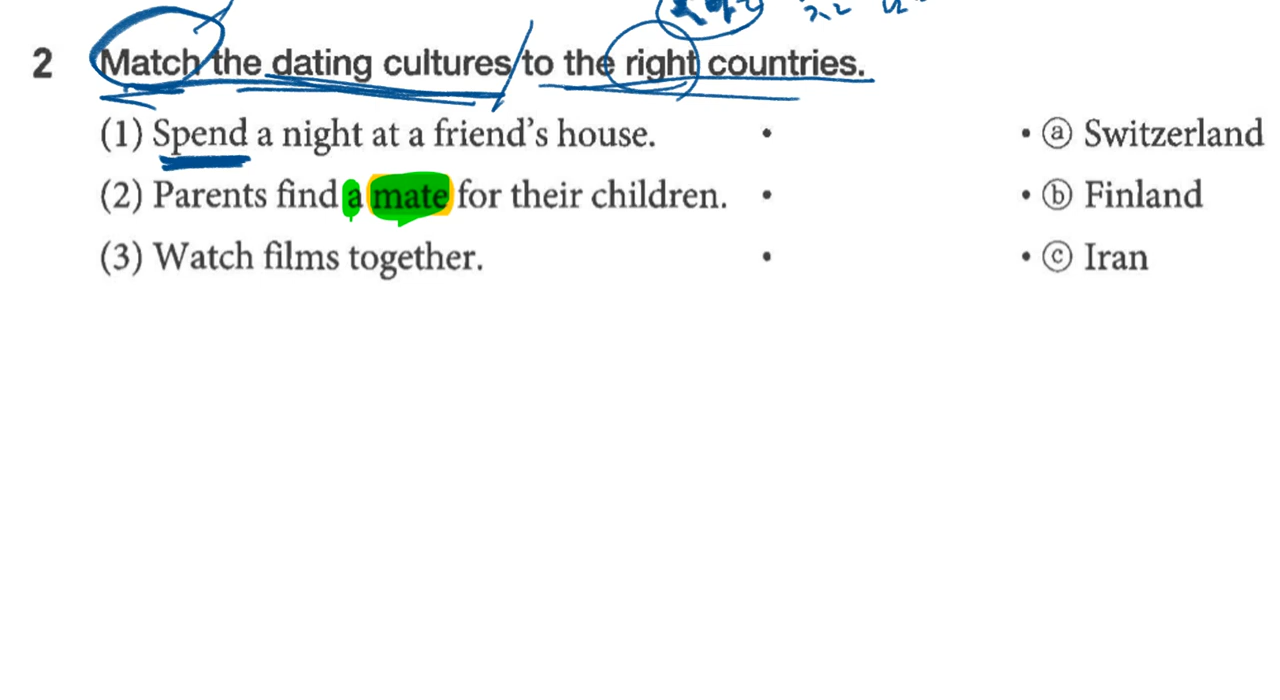 2 Match the dating cultures to the right countries.
(1) Spend a night at a friend's house. • • ⓐ Switzerland
(2) Parents find a mate for their children. • • ⓑ Finland
(3) Watch films together. • • ⓒ Iran